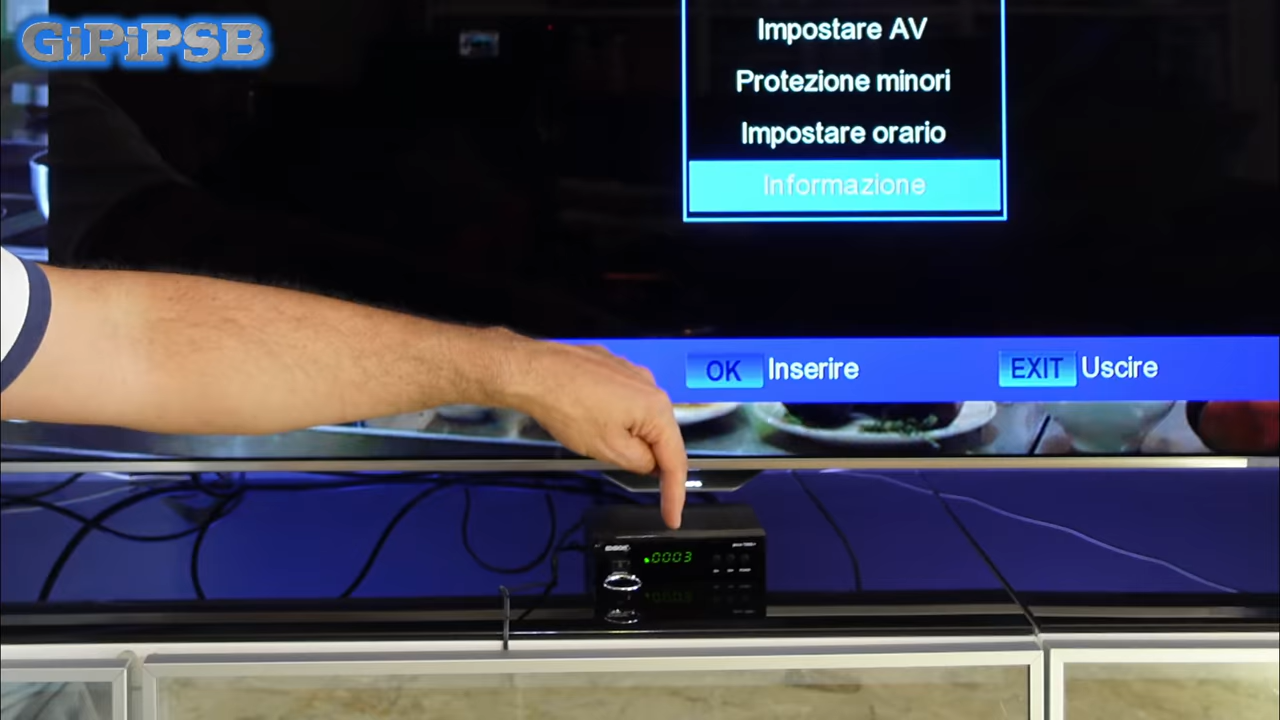 GiPiPSB
Impostare AV
Protezione minori
Impostare orario
Informazione
OK Inserire
EXIT Uscire
0003